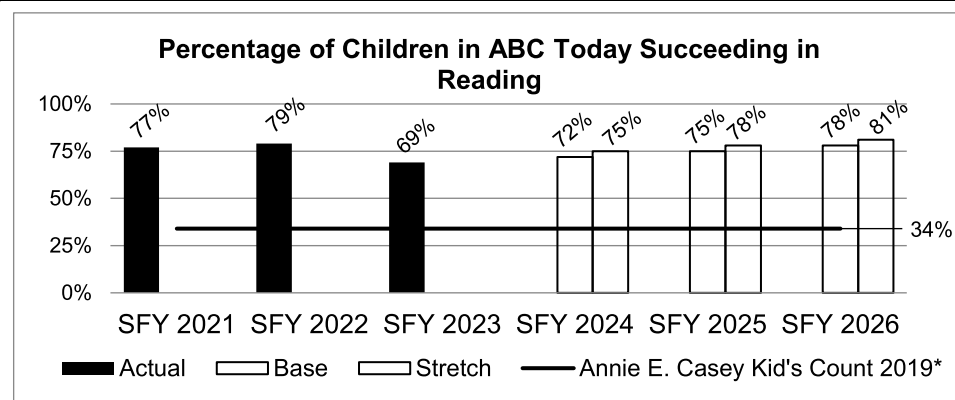 Percentage of Children in ABC Today Succeeding in
Reading
100%
75%
50%
25%
0%
77%
79%
69%
72%
75%
75%
78%
78%
81%
34%
SFY 2021
SFY 2022
SFY 2023
SFY 2024
SFY 2025
SFY 2026
Actual
Base
Stretch
Annie E. Casey Kid's Count 2019*